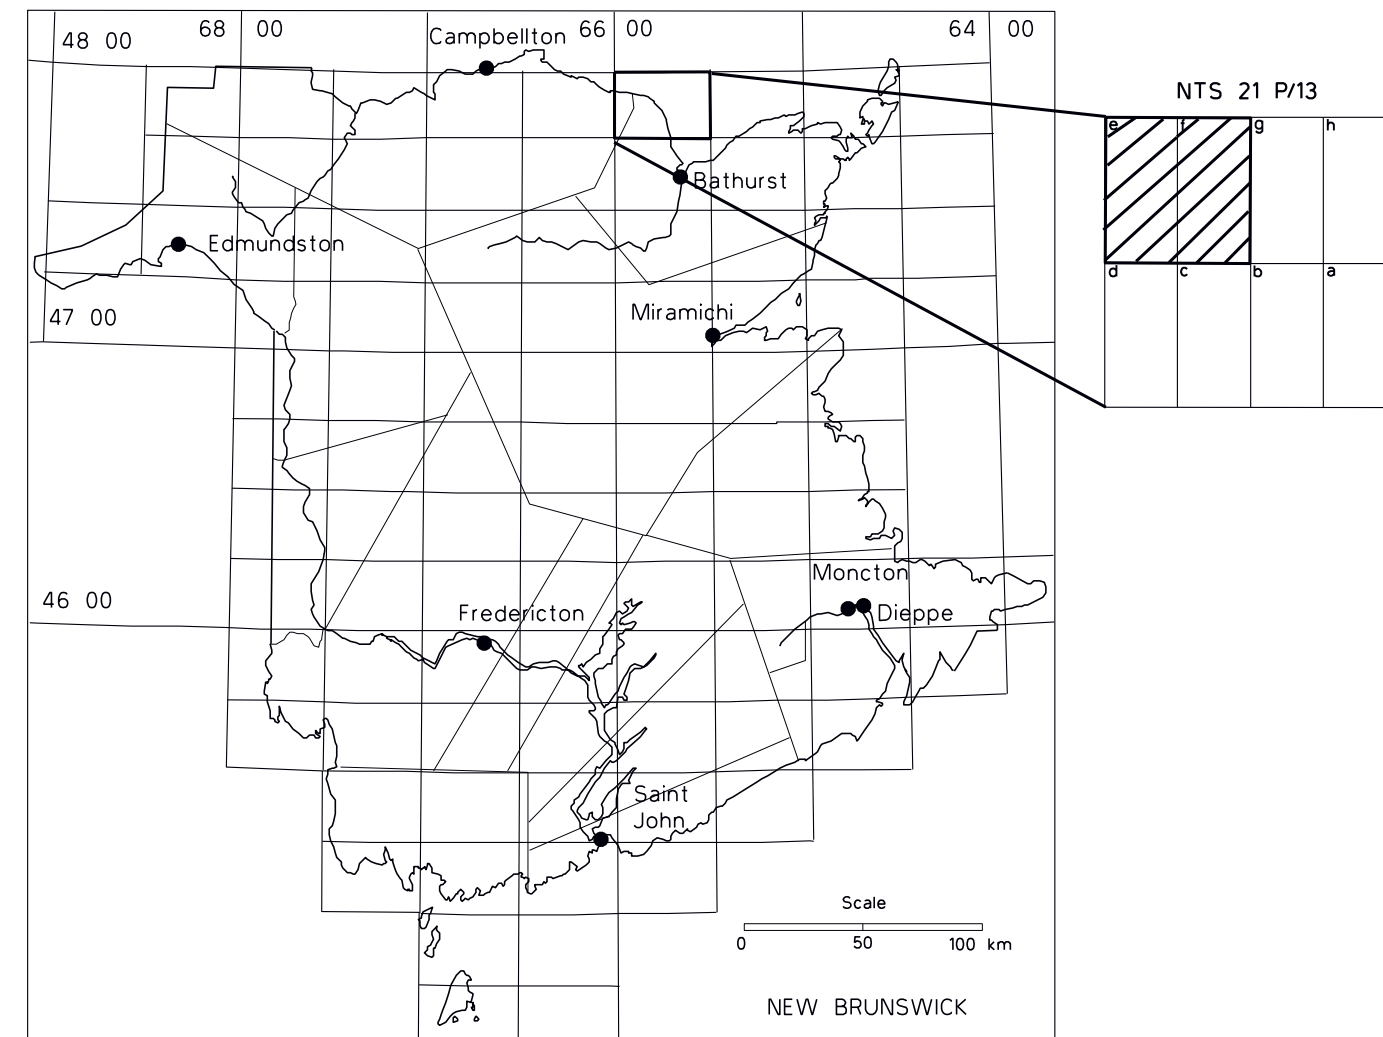 48 00
68 00
Campbellton
66 00
64 00
NTS 21 P/13
e f g h
Bathurst
Edmundston
d c b a
Miramichi
47 00
Moncton
46 00
Fredericton
Dieppe
Saint
John
Scale
0 50 100 km
NEW BRUNSWICK